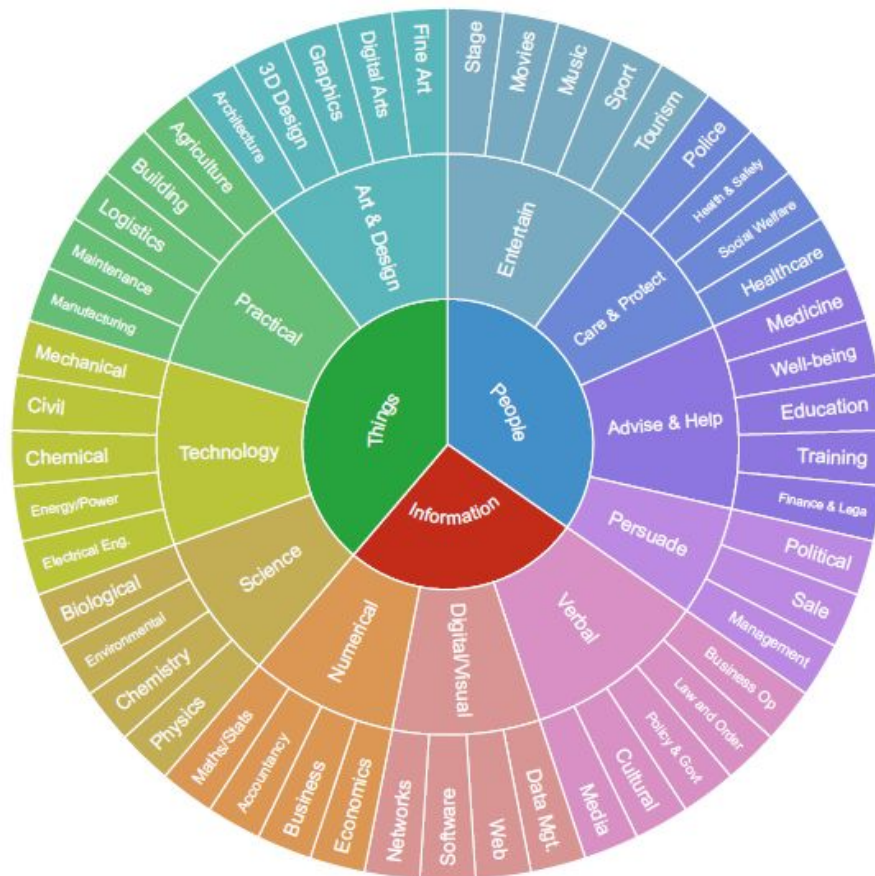 Stage
Movies
Music
Sport
Tourism
Police
Health & Safety
Social Welfare
Healthcare
Medicine
Well-being
Education
Training
Finance & Lega
Political
Sale
Management
Business Op
Law and Order
Policy & Govt
Cultural
Media
Data Mgt.
Web
Software
Networks
Economics
Business
Accountancy
Maths/Stats
Physics
Chemistry
Environmental
Biological
Electrical Eng.
Energy/Power
Chemical
Civil
Mechanical
Manufacturing
Maintenance
Logistics
Building
Agriculture
Architecture
3D Design
Graphics
Digital Arts
Fine Art
Entertain
Care & Protect
Advise & Help
Persuade
Verbal
Digital/Visual
Numerical
Science
Technology
Practical
Art & Design
People
Information
Things